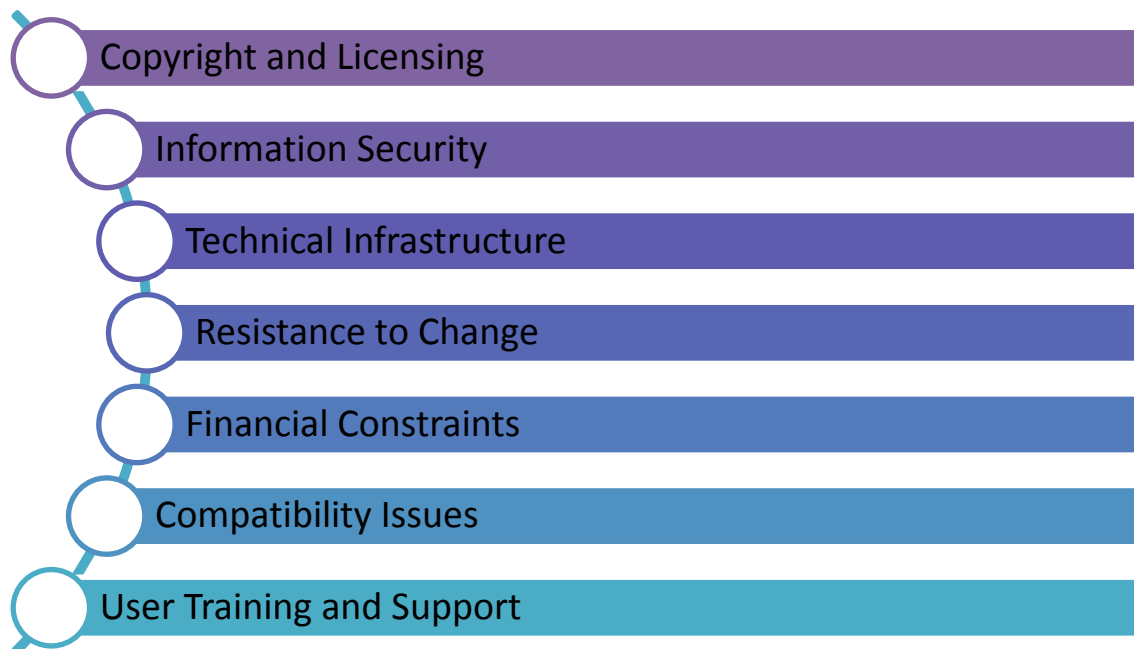 Copyright and Licensing
Information Security
Technical Infrastructure
Resistance to Change
Financial Constraints
Compatibility Issues
User Training and Support